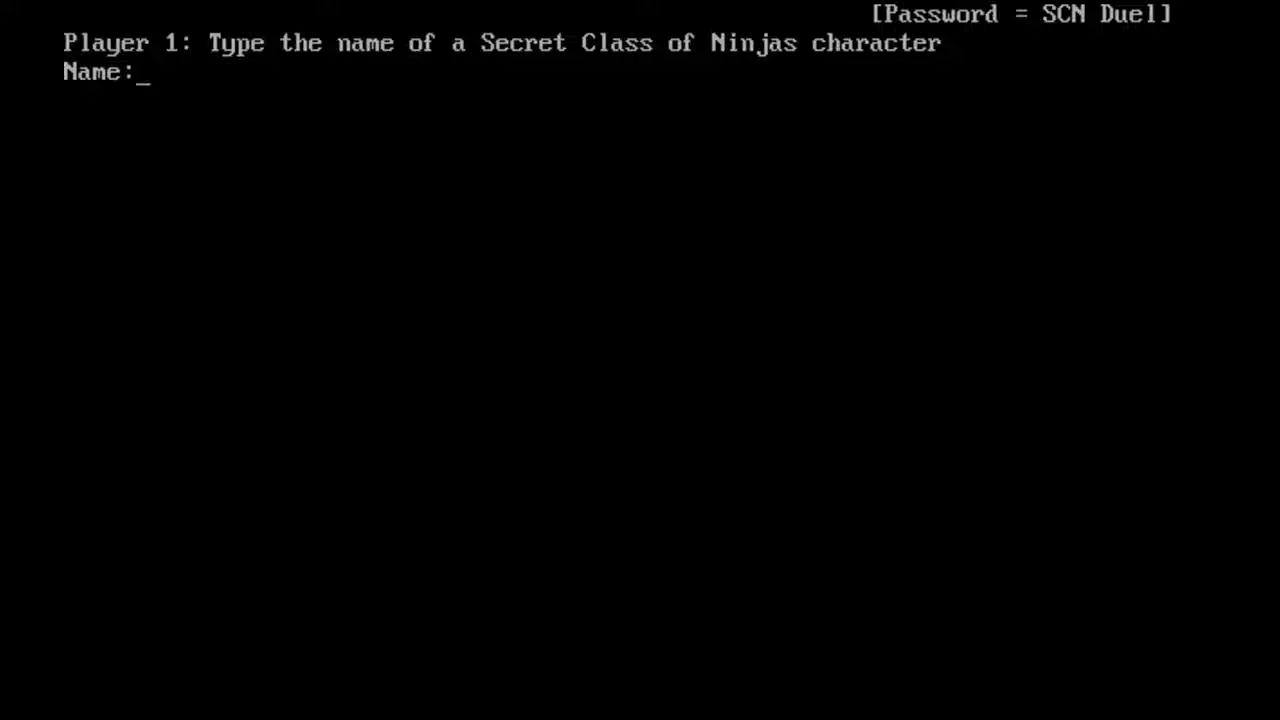 [Password = SCN Duel]
Player 1: Type the name of a Secret Class of Ninjas character
Name:_